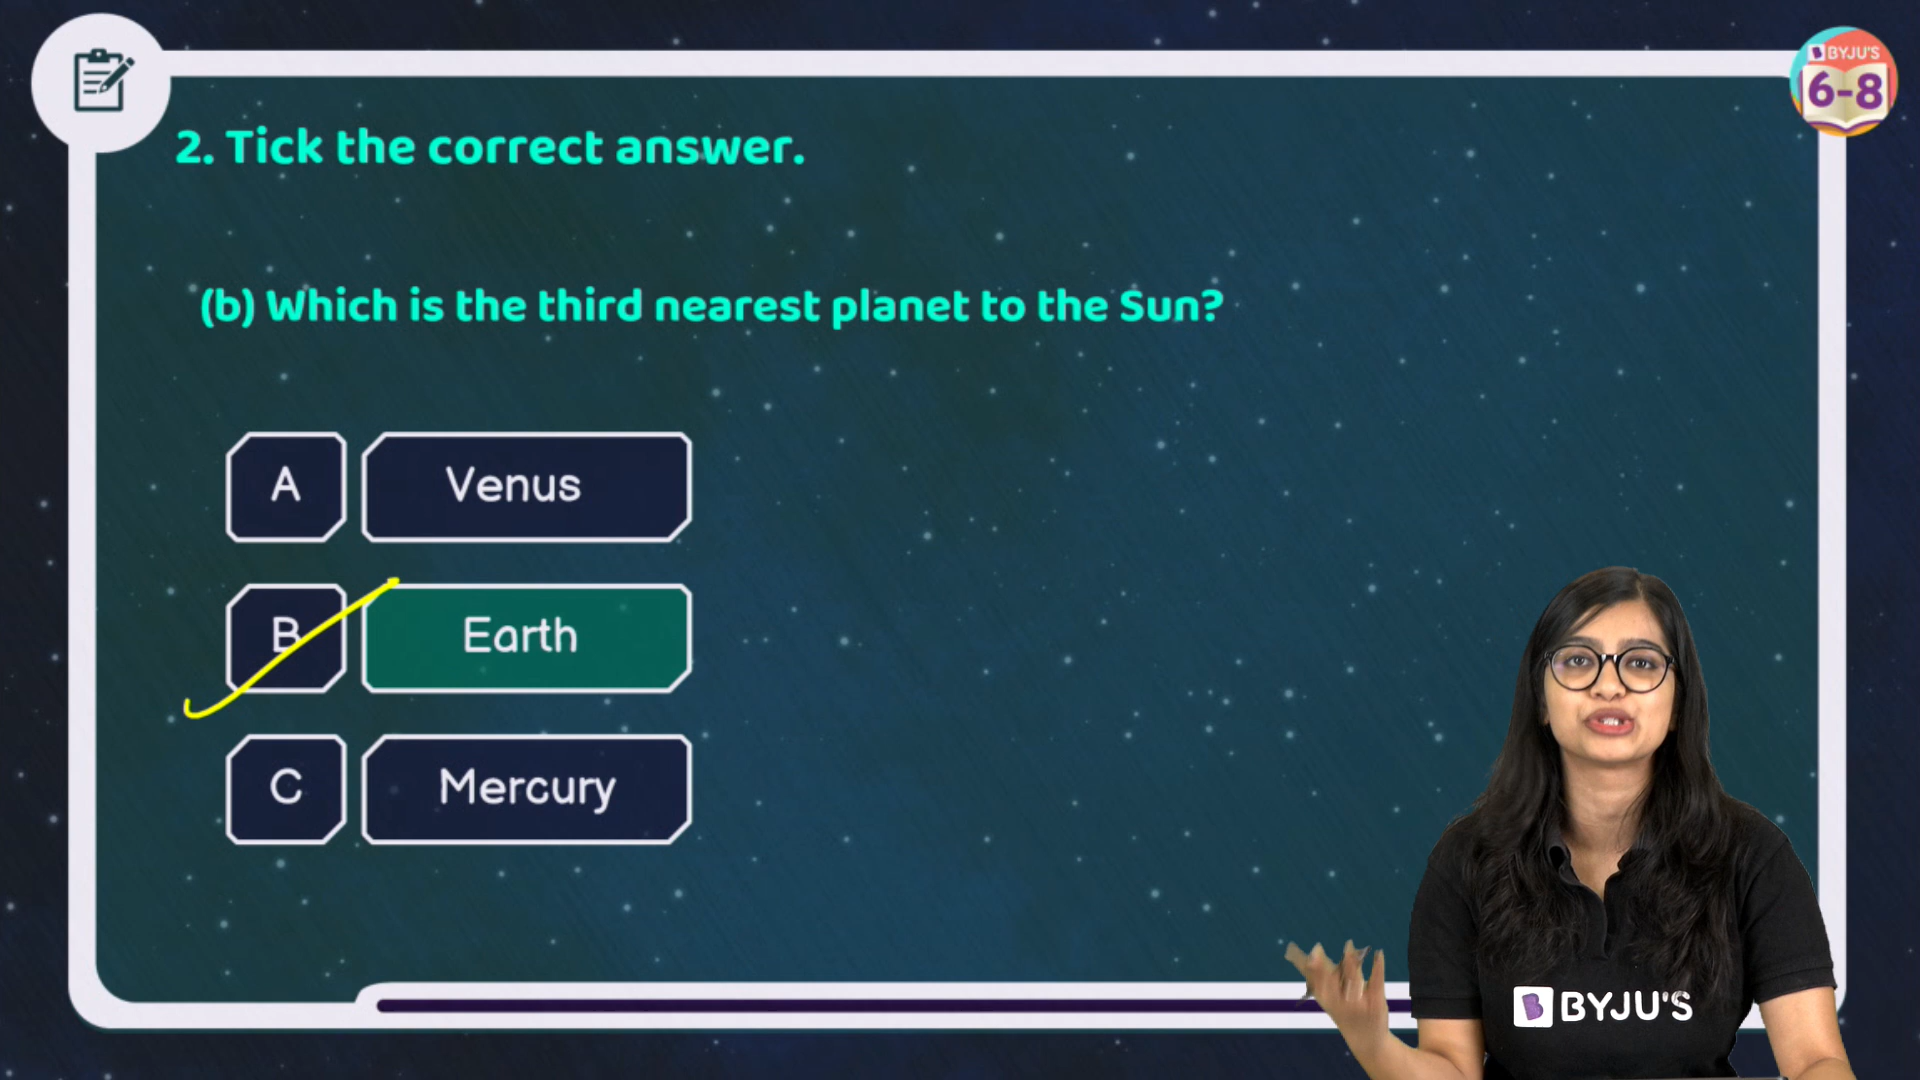 BYJU'S
6-8
2. Tick the correct answer.
(b) Which is the third nearest planet to the Sun?
A Venus
B Earth
C Mercury
B BYJU'S